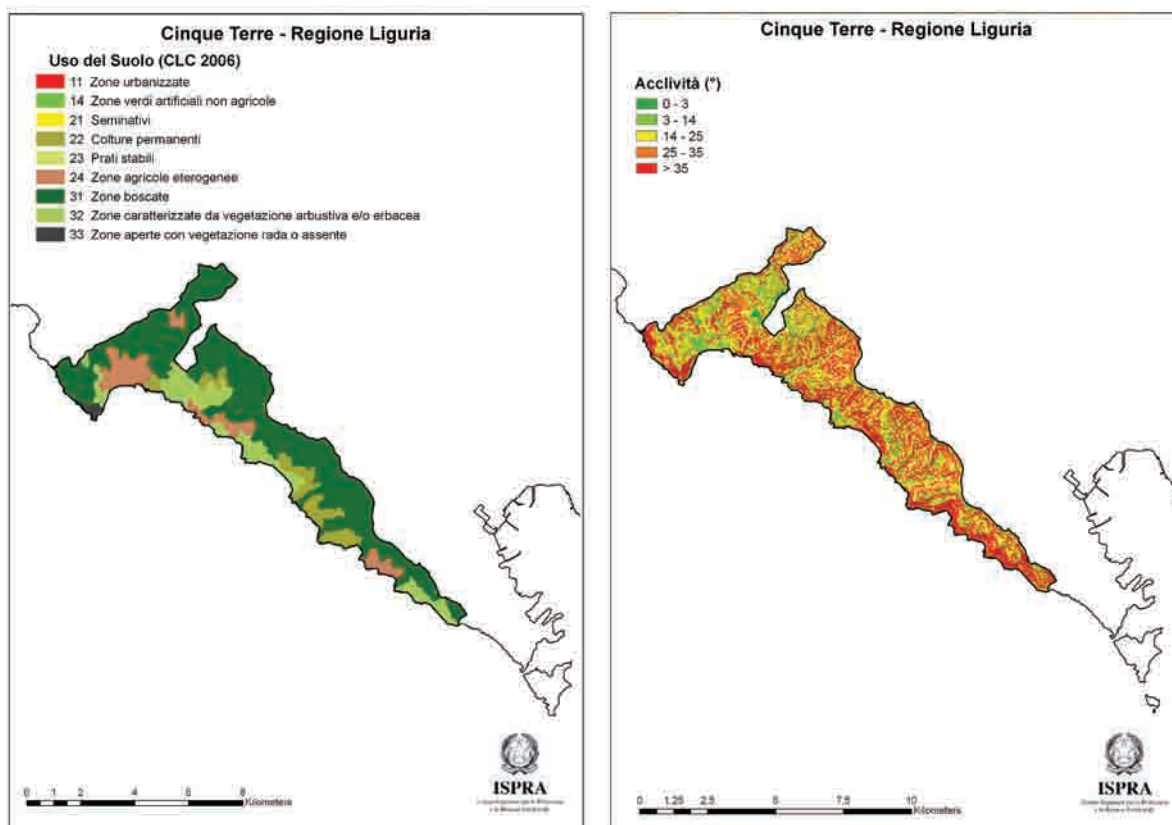 Cinque Terre - Regione Liguria
Uso del Suolo (CLC 2006)
11 Zone urbanizzate
14 Zone verdi artificiali non agricole
21 Seminativi
22 Colture permanenti
23 Prati stabili
24 Zone agricole eterogenee
31 Zone boscate
32 Zone caratterizzate da vegetazione arbustiva e/o erbacea
33 Zone aperte con vegetazione rada o assente
ISPRA
0 1 2 4 6 8
Kilometers
Cinque Terre - Regione Liguria
Acclività (°)
0 - 3
3 - 14
14 - 25
25 - 35
> 35
ISPRA
0 1,25 2,5 5 7,5 10
Kilometers